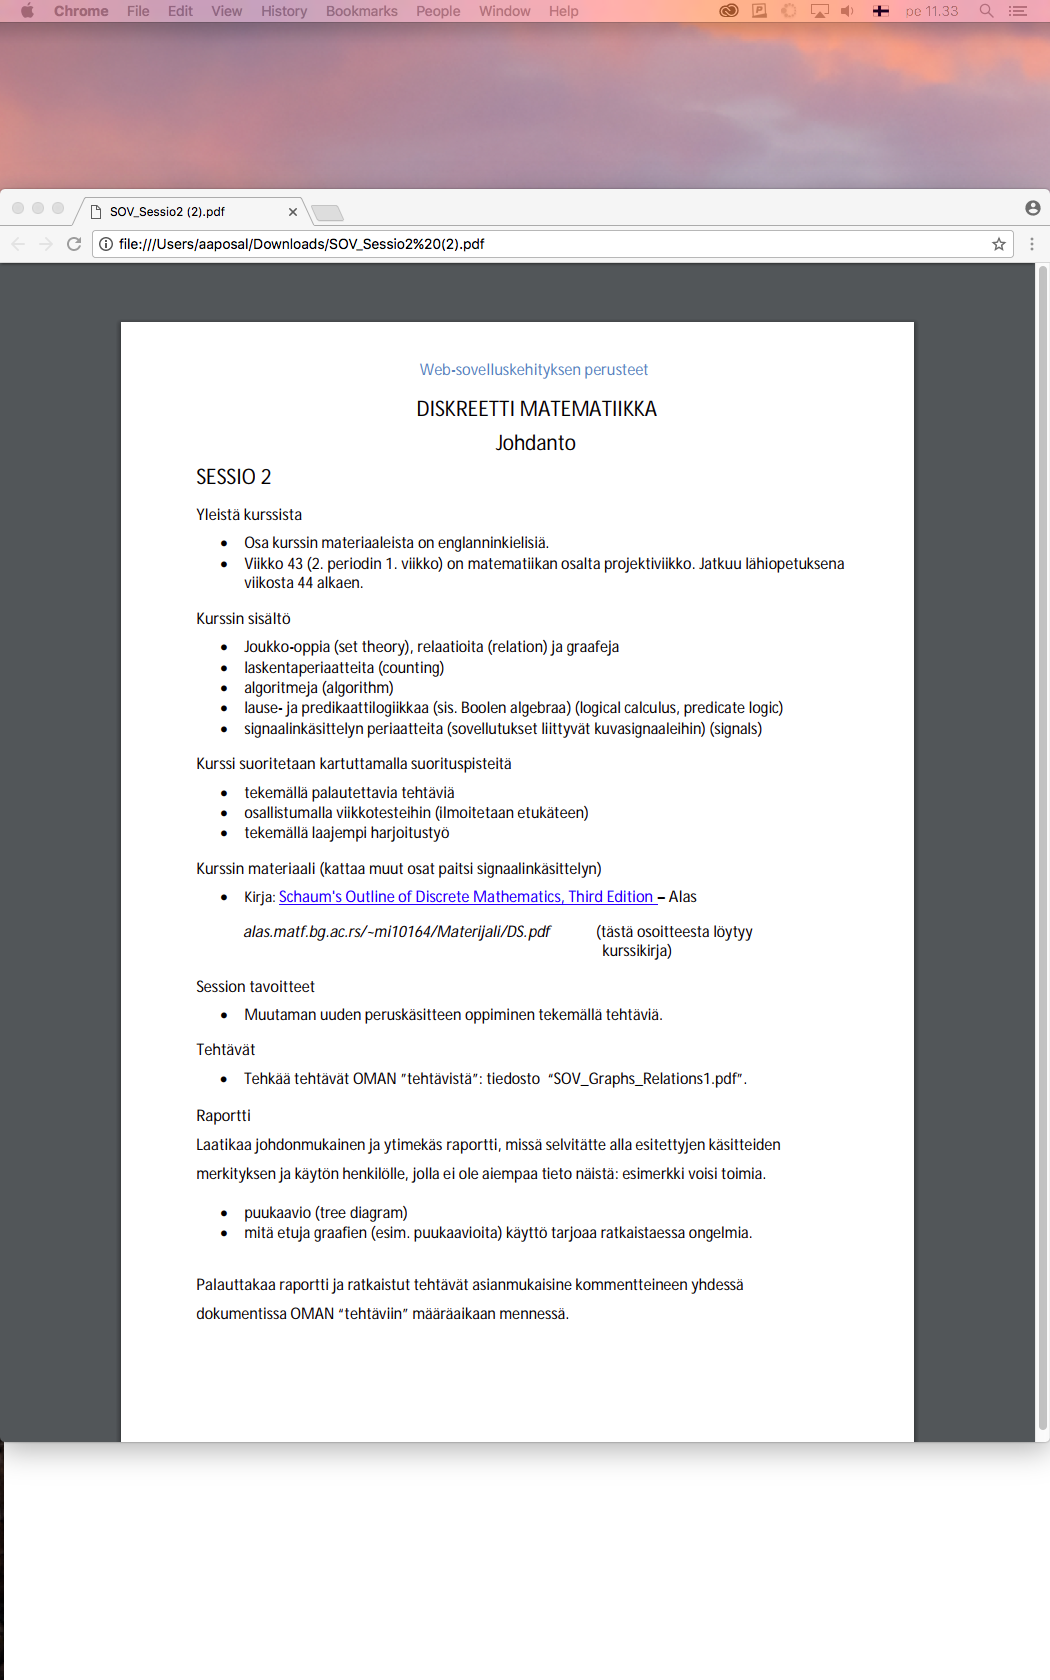 Chrome File Edit View History Bookmarks People Window Help pe 11.33
SOV_Sessio2 (2).pdf
file:///Users/aaposal/Downloads/SOV_Sessio2%20(2).pdf
Web-sovelluskehityksen perusteet
DISKREETTI MATEMATIIKKA
Johdanto
SESSIO 2
Yleistä kurssista
• Osa kurssin materiaaleista on englanninkielisiä.
• Viikko 43 (2. periodin 1. viikko) on matematiikan osalta projektiviikko. Jatkuu lähiopetuksena
viikosta 44 alkaen.
Kurssin sisältö
• Joukko-oppia (set theory), relaatioita (relation) ja graafeja
• laskentaperiaatteita (counting)
• algoritmeja (algorithm)
• lause- ja predikaattilogiikkaa (sis. Boolen algebraa) (logical calculus, predicate logic)
• signaalinkäsittelyn periaatteita (sovellutukset liittyvät kuvasignaaleihin) (signals)
Kurssi suoritetaan kartuttamalla suorituspisteitä
• tekemällä palautettavia tehtäviä
• osallistumalla viikkotesteihin (ilmoitetaan etukäteen)
• tekemällä laajempi harjoitustyö
Kurssin materiaali (kattaa muut osat paitsi signaalinkäsittelyn)
• Kirja: Schaum's Outline of Discrete Mathematics, Third Edition – Alas
alas.matf.bg.ac.rs/~mi10164/Materijali/DS.pdf (tästä osoitteesta löytyy
kurssikirja)
Session tavoitteet
• Muutaman uuden peruskäsitteen oppiminen tekemällä tehtäviä.
Tehtävät
• Tehkää tehtävät OMAN ”tehtävistä”: tiedosto “SOV_Graphs_Relations1.pdf”.
Raportti
Laatikaa johdonmukainen ja ytimekäs raportti, missä selvitätte alla esitettyjen käsitteiden
merkityksen ja käytön henkilölle, jolla ei ole aiempaa tieto näistä: esimerkki voisi toimia.
• puukaavio (tree diagram)
• mitä etuja graafien (esim. puukaavioita) käyttö tarjoaa ratkaistaessa ongelmia.
Palauttakaa raportti ja ratkaistut tehtävät asianmukaisine kommentteineen yhdessä
dokumentissa OMAN “tehtäviin” määräaikaan mennessä.